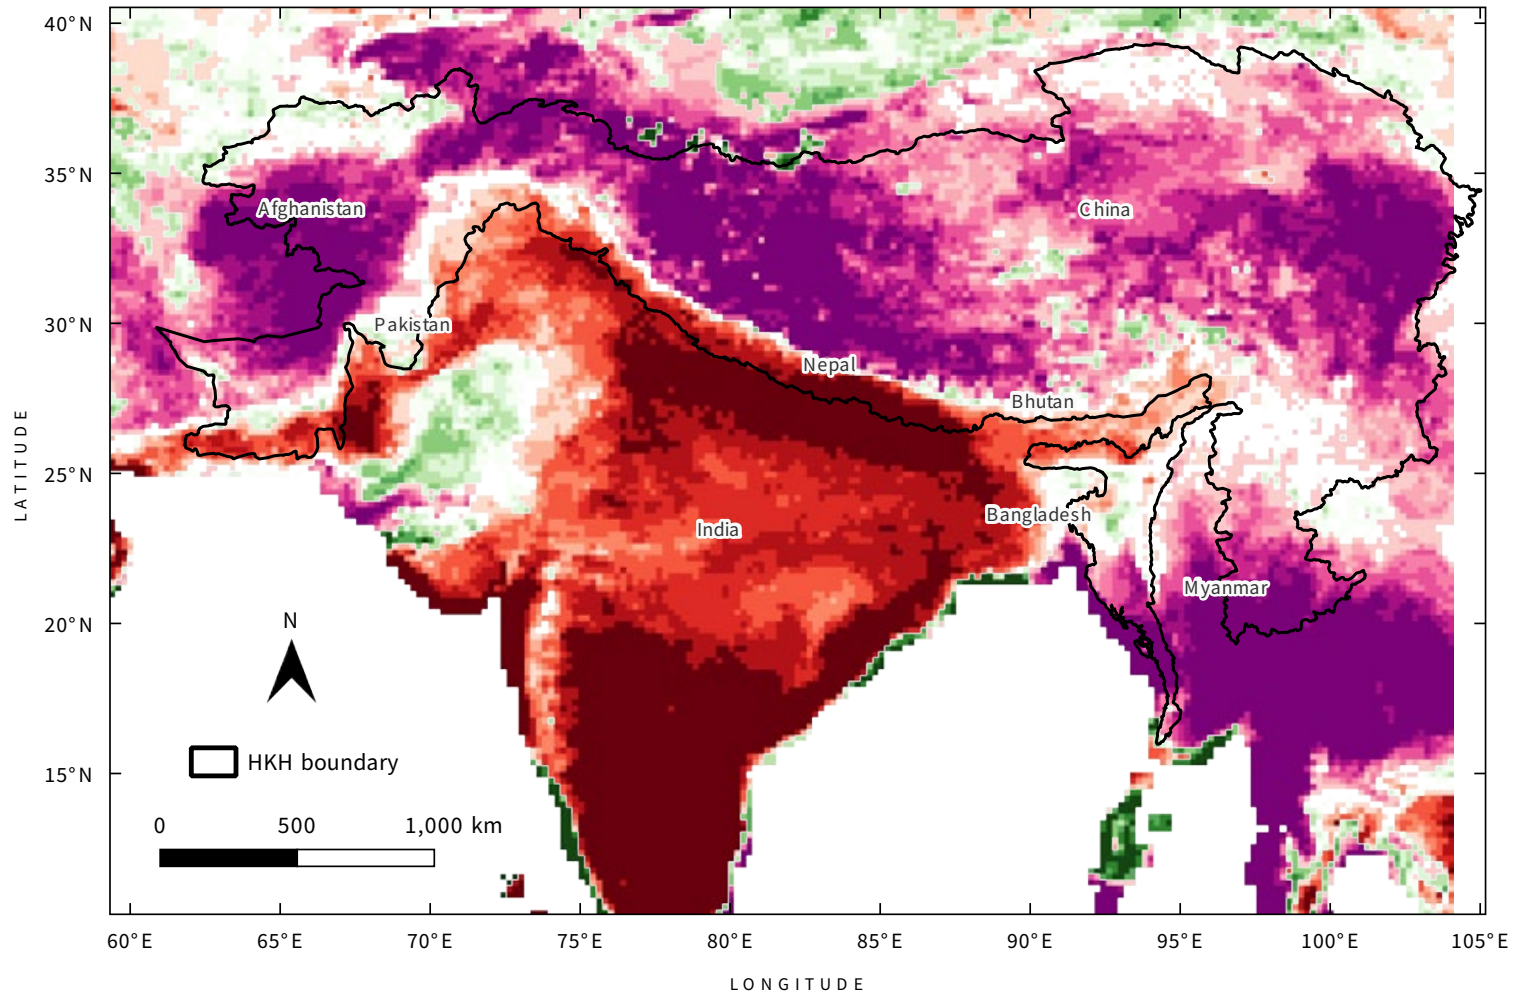 40°N
35°N
30°N
25°N
20°N
15°N
LATITUDE
Afghanistan
China
Pakistan
Nepal
Bhutan
Bangladesh
India
Myanmar
N
HKH boundary
0 500 1,000 km
60°E 65°E 70°E 75°E 80°E 85°E 90°E 95°E 100°E 105°E
LONGITUDE